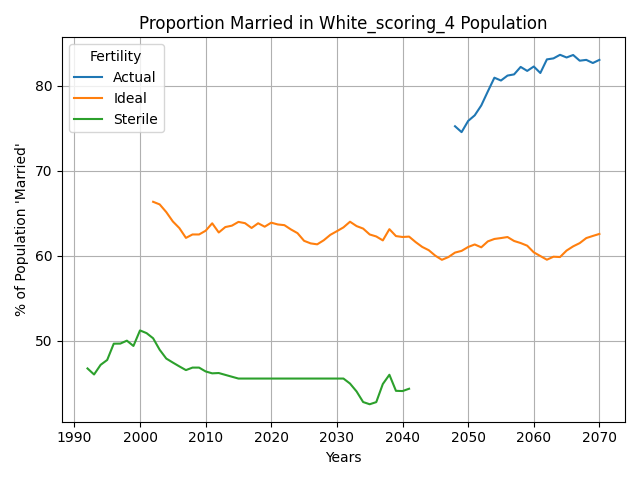 Proportion Married in White_scoring_4 Population
Fertility
Actual
Ideal
Sterile
% of Population 'Married'
80
70
60
50
1990
2000
2010
2020
2030
2040
2050
2060
2070
Years